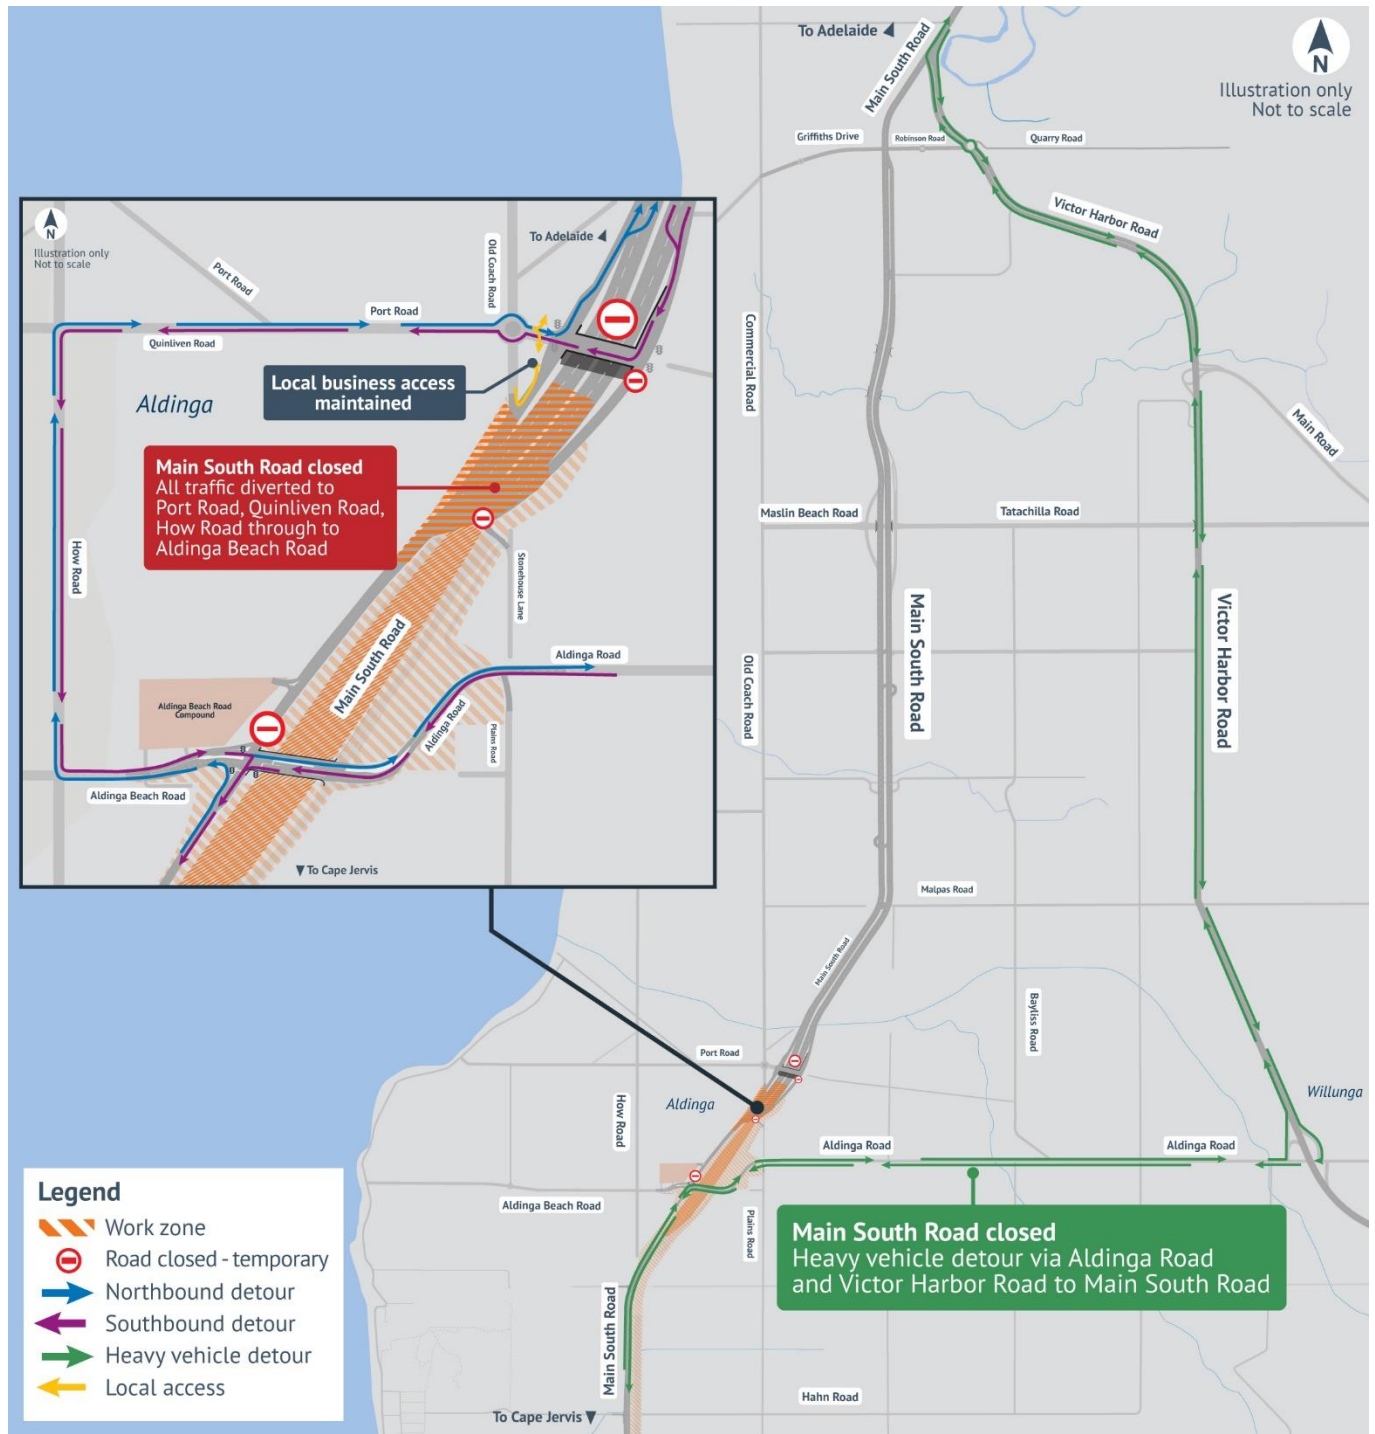 To Adelaide
Main South Road
N
Illustration only
Not to scale
Griffiths Drive
Robinson Road
Quarry Road
Victor Harbor Road
N
Illustration only
Not to scale
Port Road
Old Coach Road
To Adelaide
Port Road
Quinliven Road
Local business access
maintained
Aldinga
Main South Road closed
All traffic diverted to
Port Road, Quinliven Road,
How Road through to
Aldinga Beach Road
How Road
Stonehouse Lane
Main South Road
Aldinga Road
Aldinga Beach Road
Compound
Aldinga Road
Plains Road
Aldinga Beach Road
To Cape Jervis
Commercial Road
Main Road
Maslin Beach Road
Tatachilla Road
Main South Road
Victor Harbor Road
Old Coach Road
Malpas Road
Main South Road
Bayliss Road
Port Road
Willunga
Aldinga
How Road
Aldinga Road
Aldinga Road
Aldinga Beach Road
Plains Road
Main South Road closed
Heavy vehicle detour via Aldinga Road
and Victor Harbor Road to Main South Road
Main South Road
Hahn Road
To Cape Jervis
Legend
Work zone
Road closed - temporary
Northbound detour
Southbound detour
Heavy vehicle detour
Local access